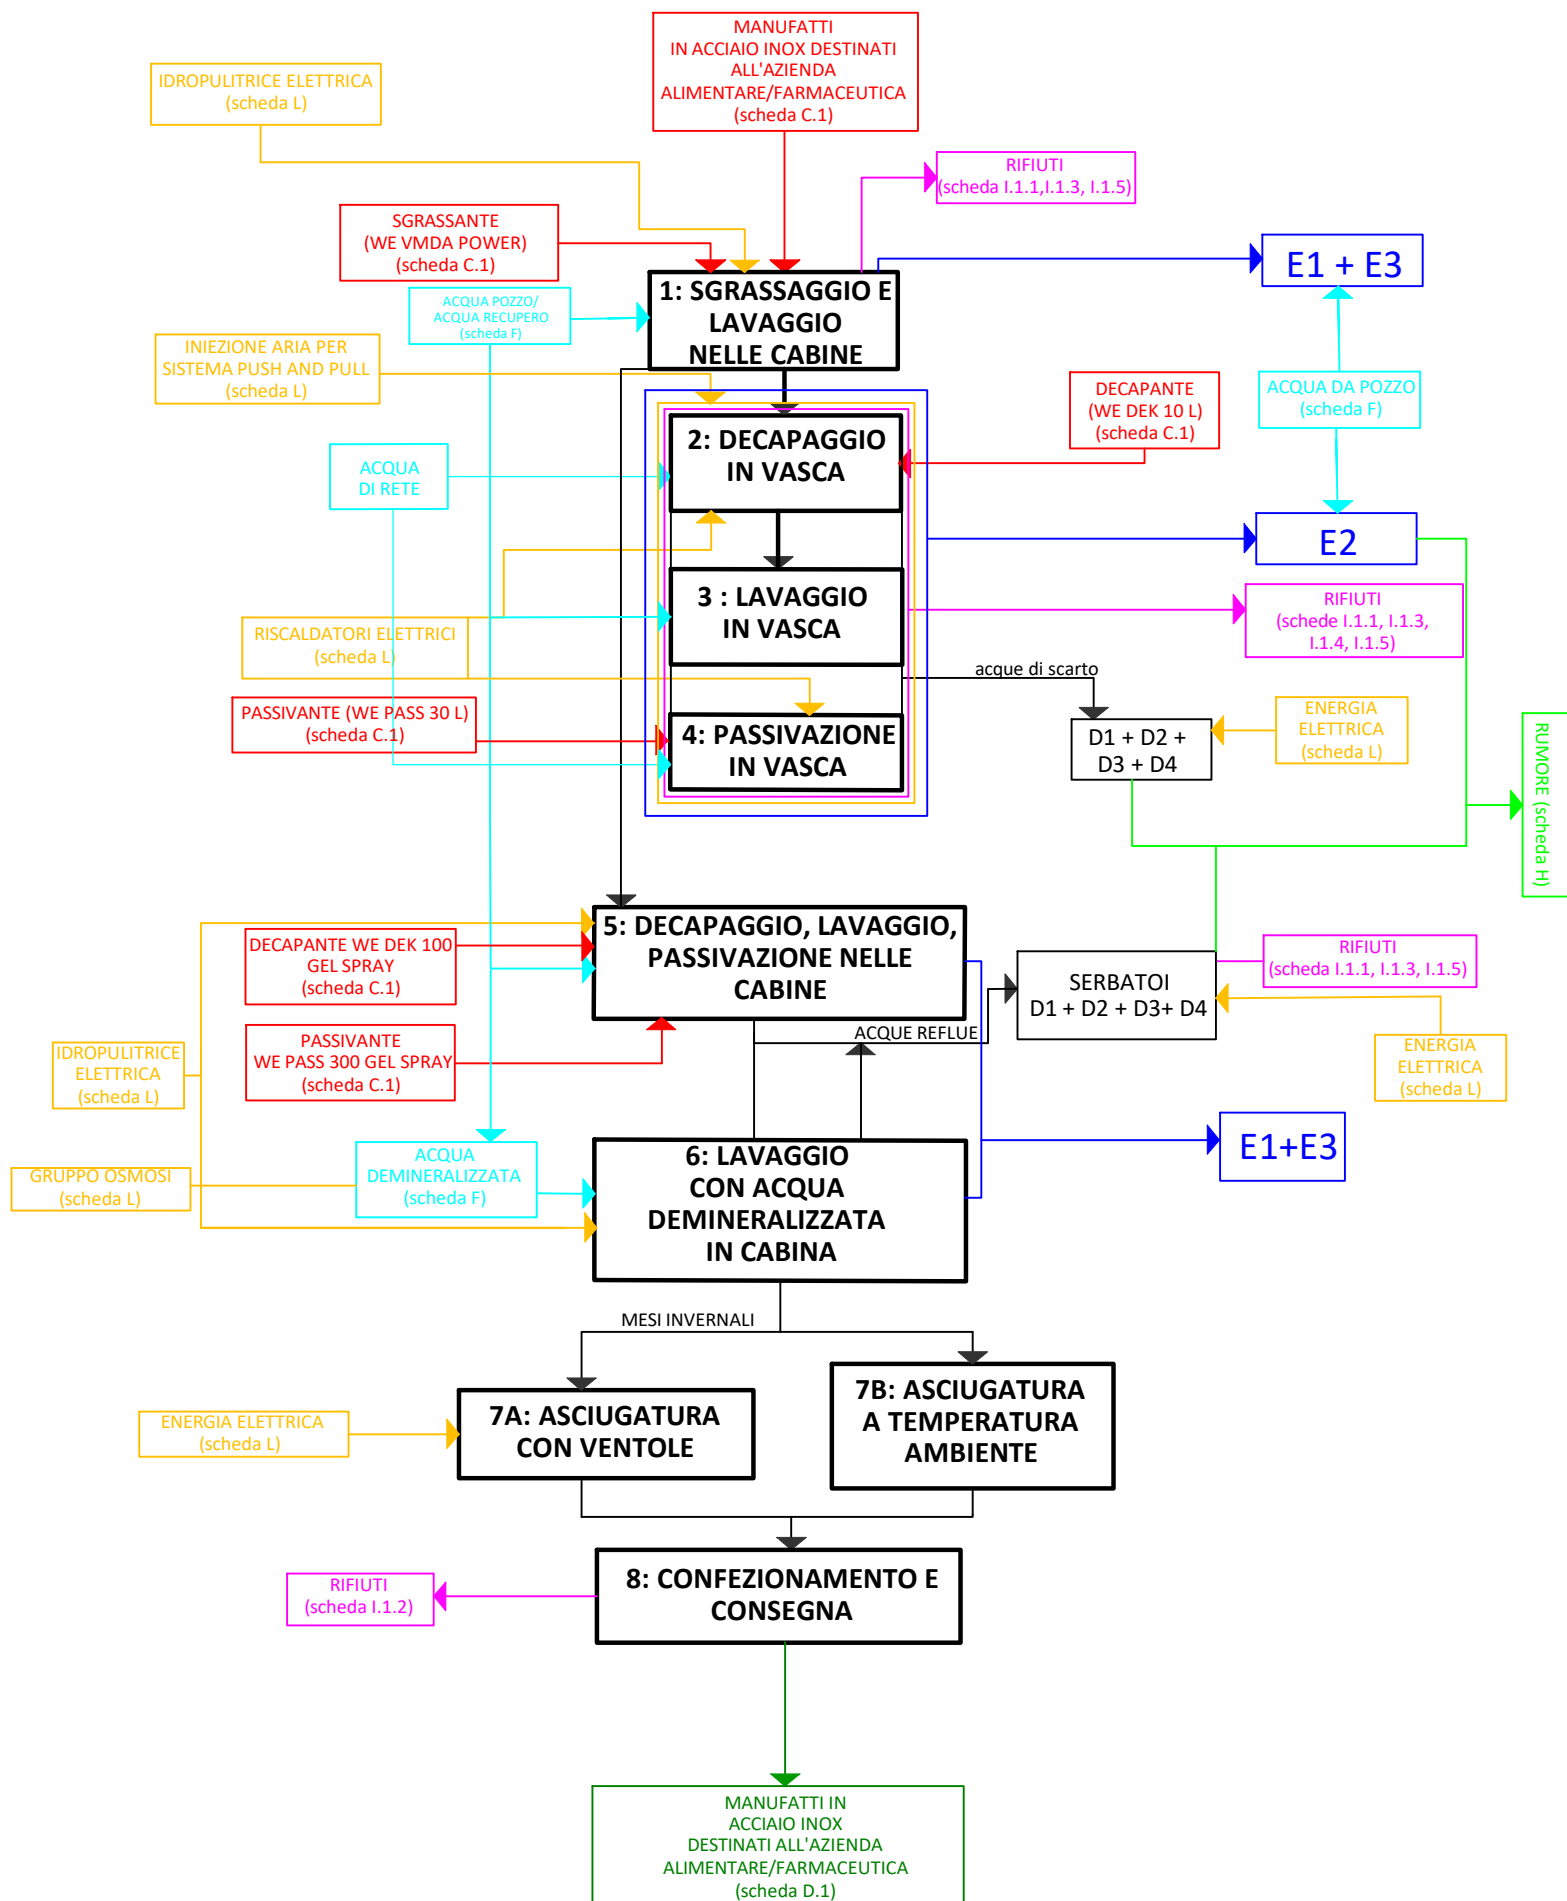 MANUFATTI
IN ACCIAIO INOX DESTINATI
ALL'AZIENDA
ALIMENTARE/FARMACEUTICA
(scheda C.1)
IDROPULITRICE ELETTRICA
(scheda L)
RIFIUTI
(scheda I.1.1,I.1.3, I.1.5)
SGRASSANTE
(WE VMDA POWER)
(scheda C.1)
E1 + E3
1: SGRASSAGGIO E
LAVAGGIO
NELLE CABINE
ACQUA POZZO/
ACQUA RECUPERO
(scheda F)
INIEZIONE ARIA PER
SISTEMA PUSH AND PULL
(scheda L)
DECAPANTE
(WE DEK 10 L)
(scheda C.1)
ACQUA DA POZZO
(scheda F)
2: DECAPAGGIO
IN VASCA
ACQUA
DI RETE
E2
3 : LAVAGGIO
IN VASCA
RIFIUTI
(schede I.1.1, I.1.3,
I.1.4, I.1.5)
RISCALDATORI ELETTRICI
(scheda L)
acque di scarto
PASSIVANTE (WE PASS 30 L)
(scheda C.1)
4: PASSIVAZIONE
IN VASCA
D1 + D2 +
D3 + D4
ENERGIA
ELETTRICA
(scheda L)
RUMORE (scheda H)
5: DECAPAGGIO, LAVAGGIO,
PASSIVAZIONE NELLE
CABINE
DECAPANTE WE DEK 100
GEL SPRAY
(scheda C.1)
RIFIUTI
(scheda I.1.1, I.1.3, I.1.5)
SERBATOI
D1 + D2 + D3+ D4
ACQUE REFLUE
PASSIVANTE
WE PASS 300 GEL SPRAY
(scheda C.1)
IDROPULITRICE
ELETTRICA
(scheda L)
ENERGIA
ELETTRICA
(scheda L)
E1+E3
ACQUA
DEMINERALIZZATA
(scheda F)
GRUPPO OSMOSI
(scheda L)
6: LAVAGGIO
CON ACQUA
DEMINERALIZZATA
IN CABINA
MESI INVERNALI
7A: ASCIUGATURA
CON VENTOLE
7B: ASCIUGATURA
A TEMPERATURA
AMBIENTE
ENERGIA ELETTRICA
(scheda L)
8: CONFEZIONAMENTO E
CONSEGNA
RIFIUTI
(scheda I.1.2)
MANUFATTI IN
ACCIAIO INOX
DESTINATI ALL'AZIENDA
ALIMENTARE/FARMACEUTICA
(scheda D.1)